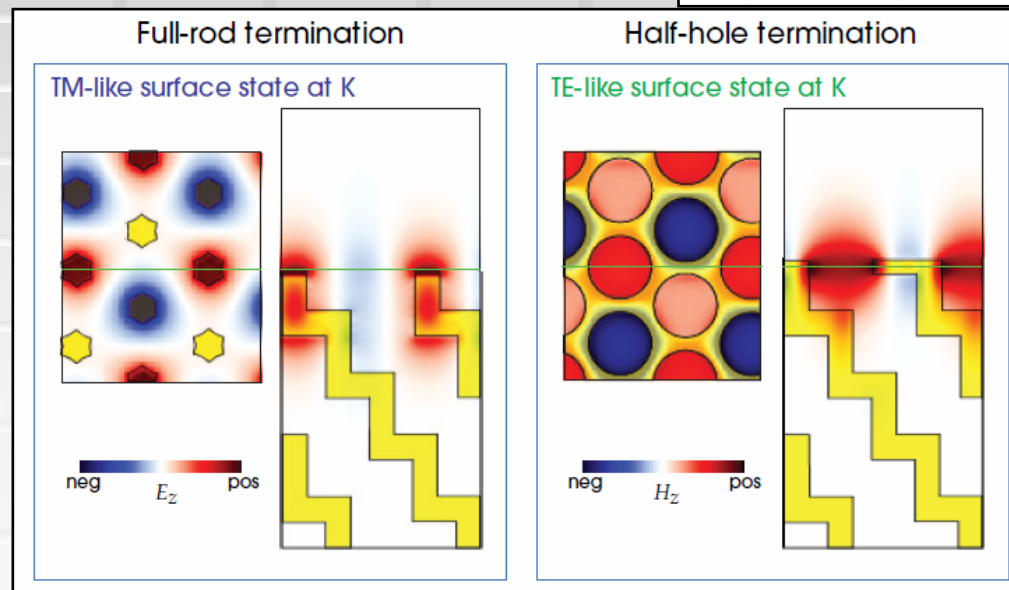 Full-rod termination
Half-hole termination
TM-like surface state at K
TE-like surface state at K
neg pos
E_z
neg pos
H_z